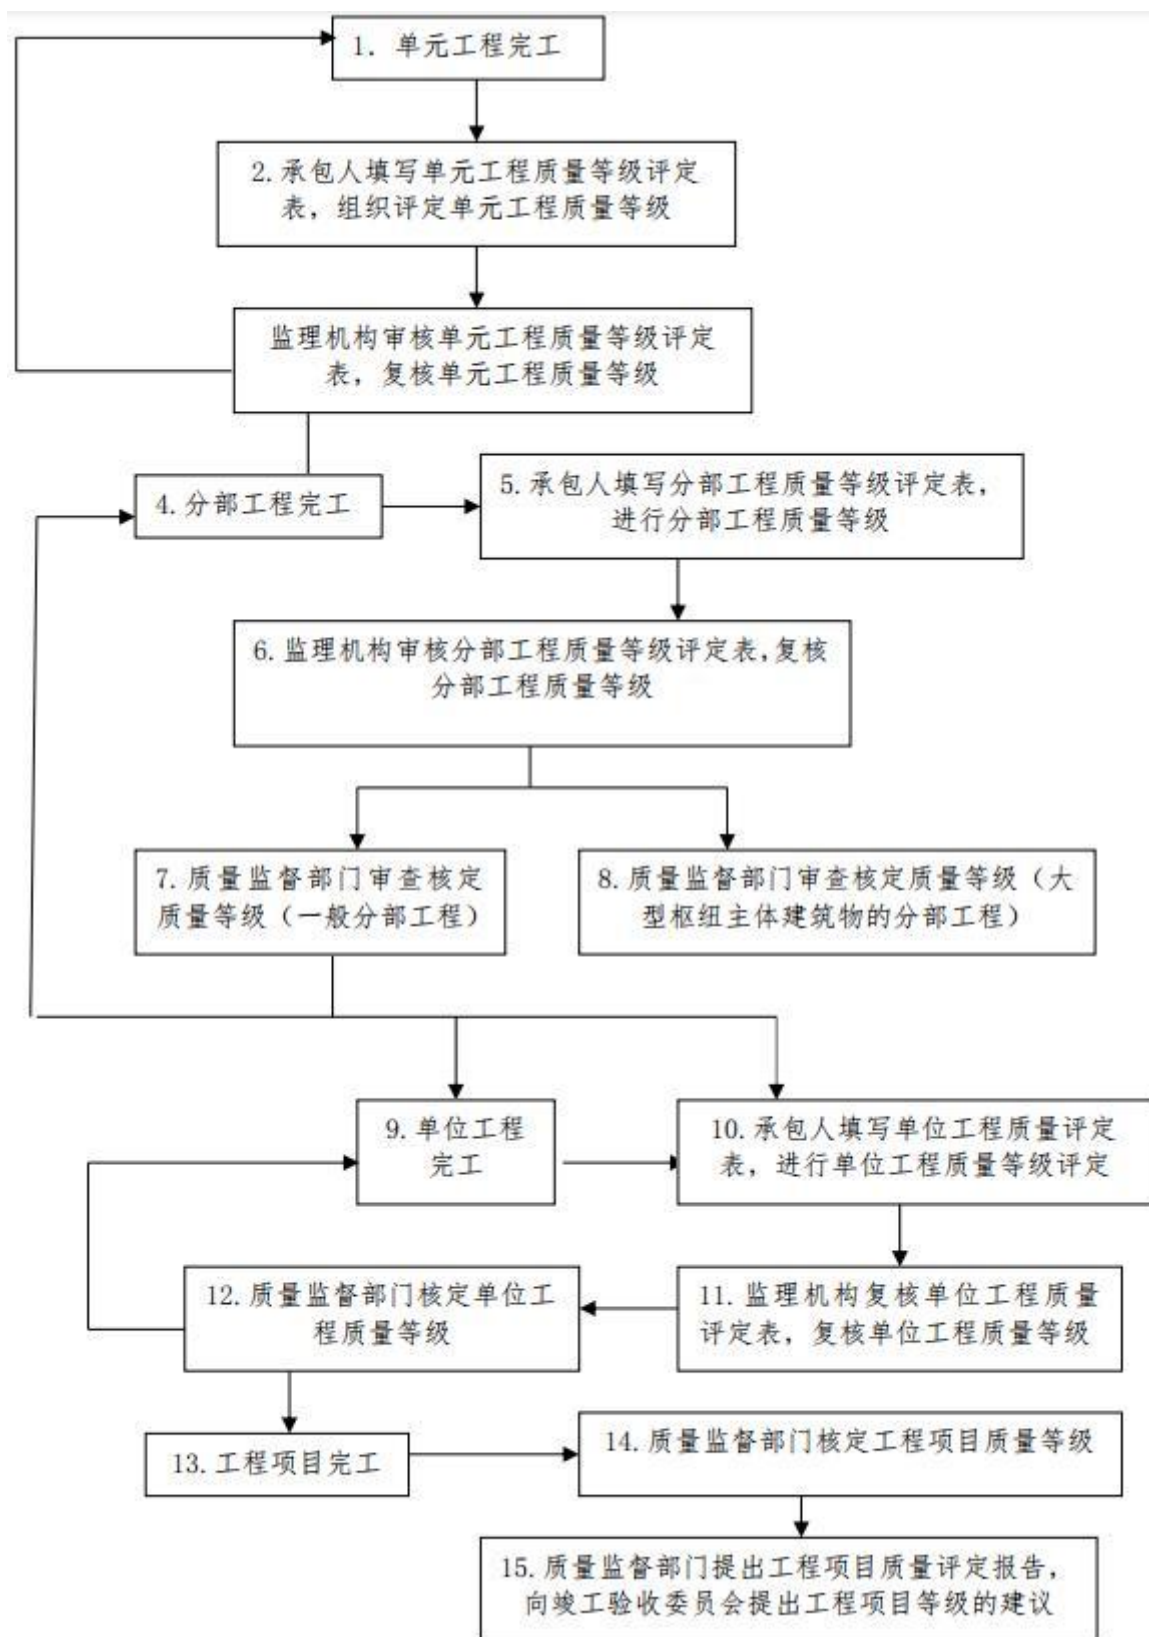 1. 单元工程完工
2.承包人填写单元工程质量等级评定
表，组织评定单元工程质量等级
监理机构审核单元工程质量等级评定
表，复核单元工程质量等级
4.分部工程完工
5.承包人填写分部工程质量等级评定表，
进行分部工程质量等级
6.监理机构审核分部工程质量等级评定表，复核
分部工程质量等级
7.质量监督部门审查核定
质量等级（一般分部工程）
8.质量监督部门审查核定质量等级（大
型枢纽主体建筑物的分部工程）
9.单位工程
完工
10.承包人填写单位工程质量评定
表，进行单位工程质量等级评定
12.质量监督部门核定单位工
程质量等级
11.监理机构复核单位工程质量
评定表，复核单位工程质量等级
13.工程项目完工
14.质量监督部门核定工程项目质量等级
15.质量监督部门提出工程项目质量评定报告，
向竣工验收委员会提出工程项目等级的建议